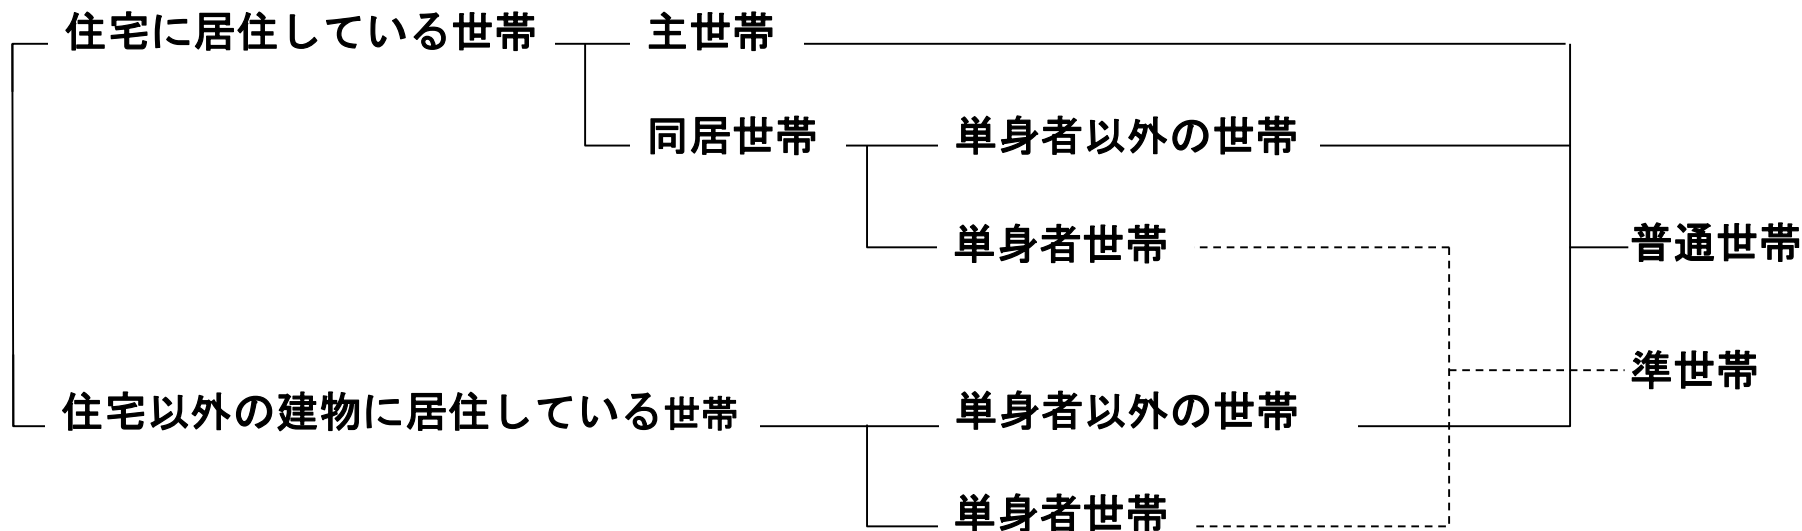 住宅に居住している世帯
主世帯
同居世帯
単身者以外の世帯
単身者世帯
普通世帯
準世帯
住宅以外の建物に居住している世帯
単身者以外の世帯
単身者世帯